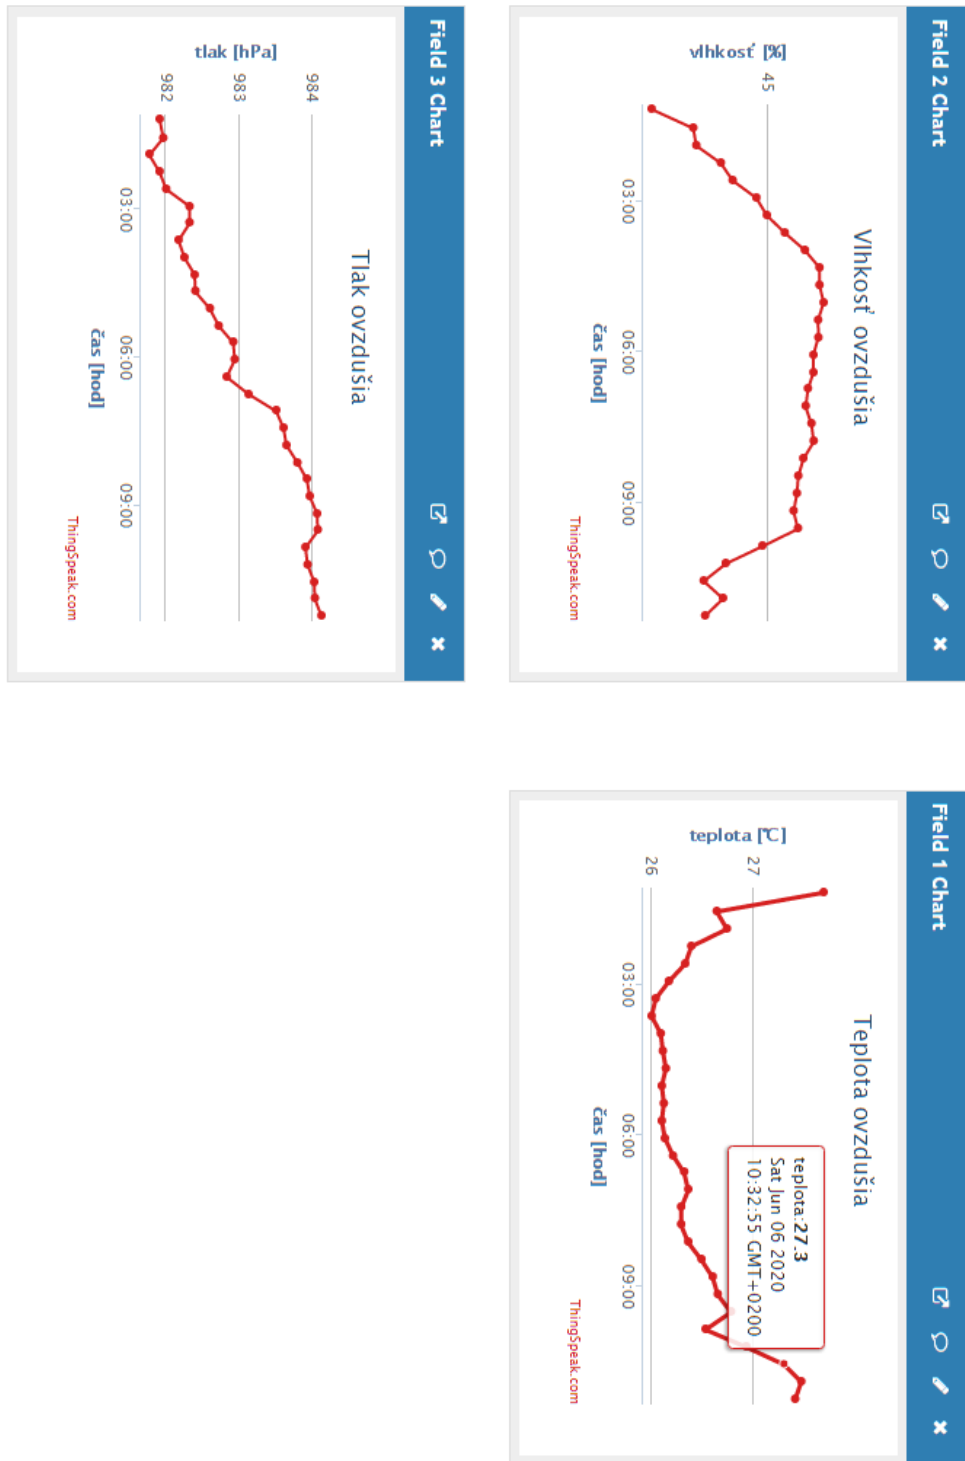 Field 2 Chart
Vlhkosť ovzdušia
vlhkosť [%]
45
03:00
06:00
09:00
čas [hod]
ThingSpeak.com
Field 1 Chart
Teplota ovzdušia
teplota [°C]
27
26
teplota:27.3
Sat Jun 06 2020
10:32:55 GMT+0200
03:00
06:00
09:00
čas [hod]
ThingSpeak.com
Field 3 Chart
Tlak ovzdušia
tlak [hPa]
984
983
982
03:00
06:00
09:00
čas [hod]
ThingSpeak.com